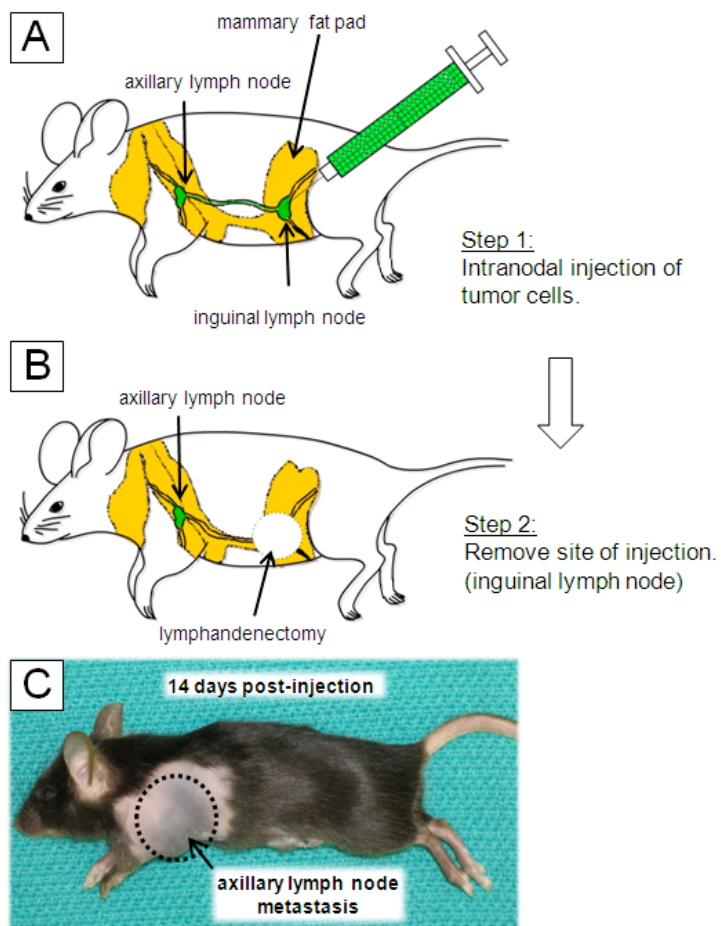 A
mammary fat pad
axillary lymph node
inguinal lymph node
Step 1:
Intranodal injection of
tumor cells.
B
axillary lymph node
lymphandenectomy
Step 2:
Remove site of injection.
(inguinal lymph node)
C
14 days post-injection
axillary lymph node
metastasis